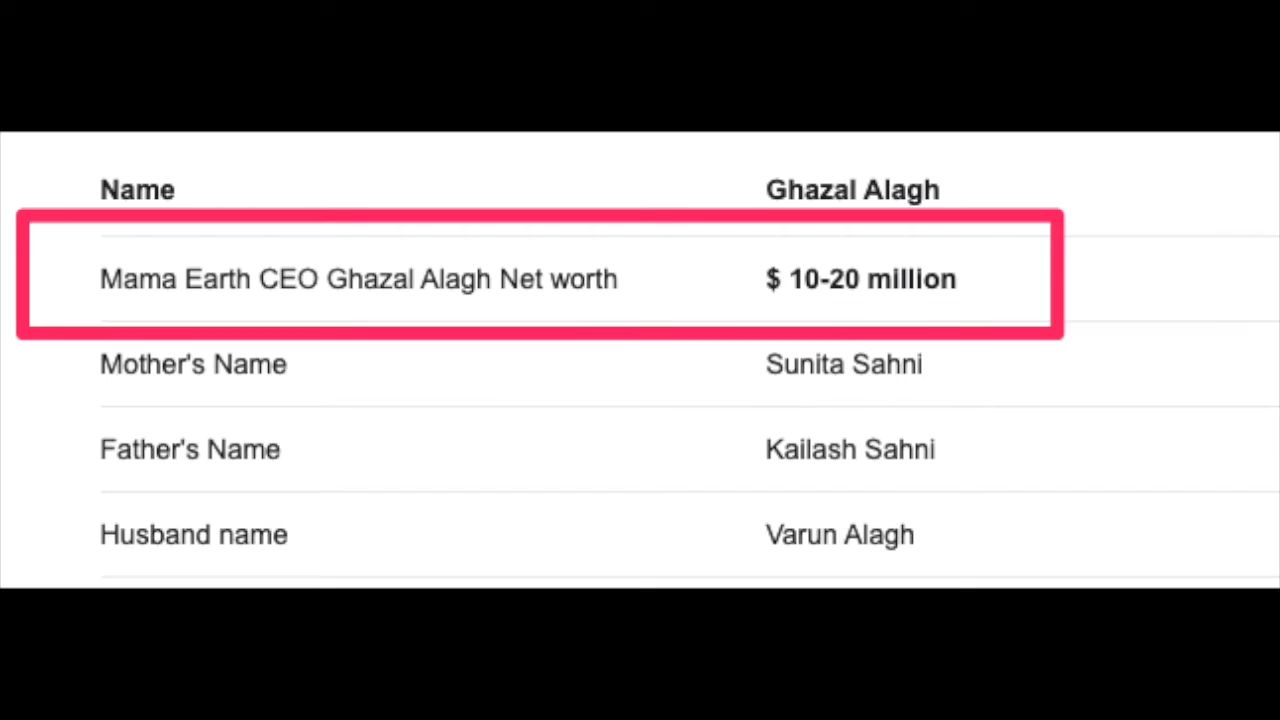 Name Ghazal Alagh
Mama Earth CEO Ghazal Alagh Net worth $ 10-20 million
Mother's Name Sunita Sahni
Father's Name Kailash Sahni
Husband name Varun Alagh